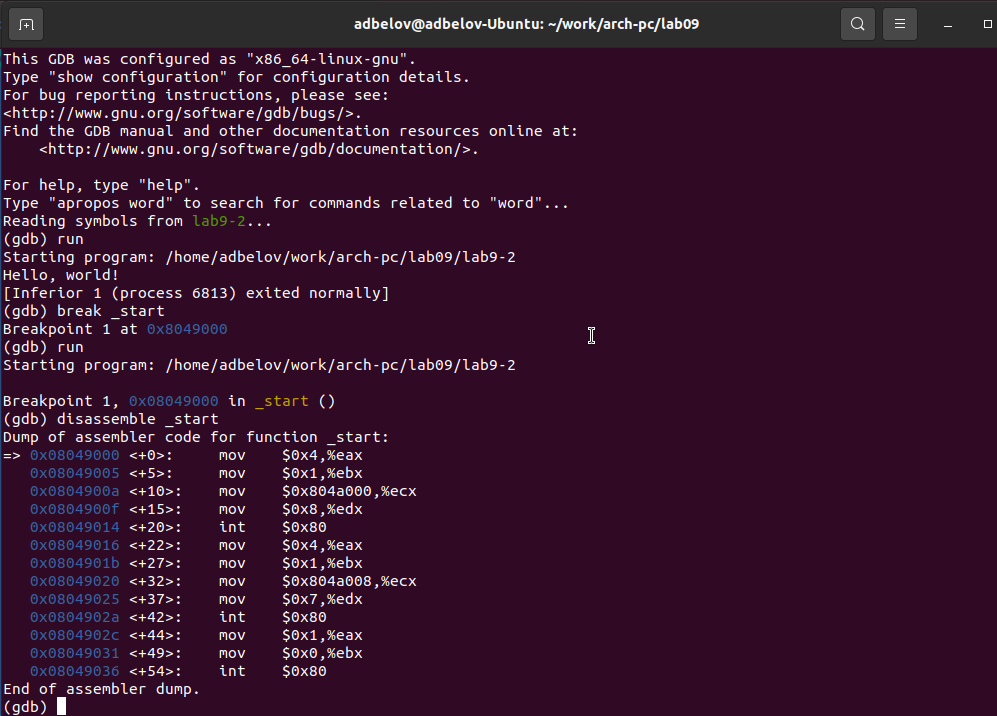 adbelov@adbelov-Ubuntu: ~/work/arch-pc/lab09
This GDB was configured as "x86_64-linux-gnu".
Type "show configuration" for configuration details.
For bug reporting instructions, please see:
<http://www.gnu.org/software/gdb/bugs/>.
Find the GDB manual and other documentation resources online at:
    <http://www.gnu.org/software/gdb/documentation/>.

For help, type "help".
Type "apropos word" to search for commands related to "word"...
Reading symbols from lab9-2...
(gdb) run
Starting program: /home/adbelov/work/arch-pc/lab09/lab9-2
Hello, world!
[Inferior 1 (process 6813) exited normally]
(gdb) break _start
Breakpoint 1 at 0x8049000
(gdb) run
Starting program: /home/adbelov/work/arch-pc/lab09/lab9-2

Breakpoint 1, 0x08049000 in _start ()
(gdb) disassemble _start
Dump of assembler code for function _start:
=> 0x08049000 <+0>:     mov    $0x4,%eax
   0x08049005 <+5>:     mov    $0x1,%ebx
   0x0804900a <+10>:    mov    $0x804a000,%ecx
   0x0804900f <+15>:    mov    $0x8,%edx
   0x08049014 <+20>:    int    $0x80
   0x08049016 <+22>:    mov    $0x4,%eax
   0x0804901b <+27>:    mov    $0x1,%ebx
   0x08049020 <+32>:    mov    $0x804a008,%ecx
   0x08049025 <+37>:    mov    $0x7,%edx
   0x0804902a <+42>:    int    $0x80
   0x0804902c <+44>:    mov    $0x1,%eax
   0x08049031 <+49>:    mov    $0x0,%ebx
   0x08049036 <+54>:    int    $0x80
End of assembler dump.
(gdb)